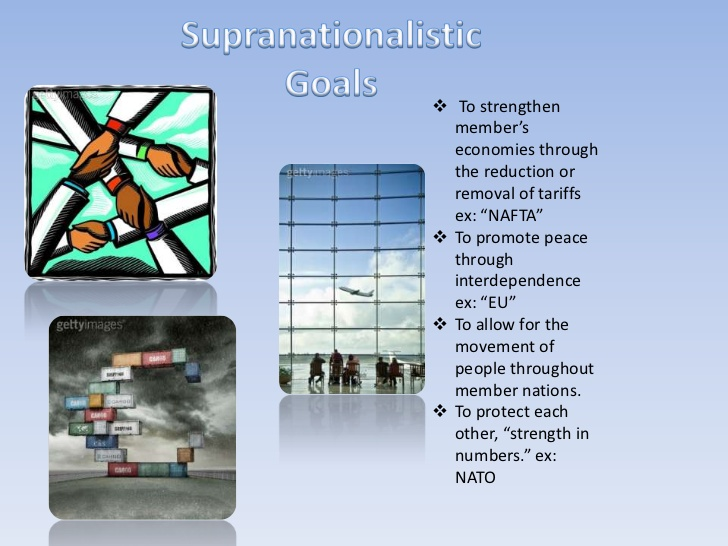 Supranationalistic
Goals
gettyimages
gettyimages
gettyimages
❖ To strengthen
member’s
economies through
the reduction or
removal of tariffs
ex: “NAFTA”
❖ To promote peace
through
interdependence
ex: “EU”
❖ To allow for the
movement of
people throughout
member nations.
❖ To protect each
other, “strength in
numbers.” ex:
NATO